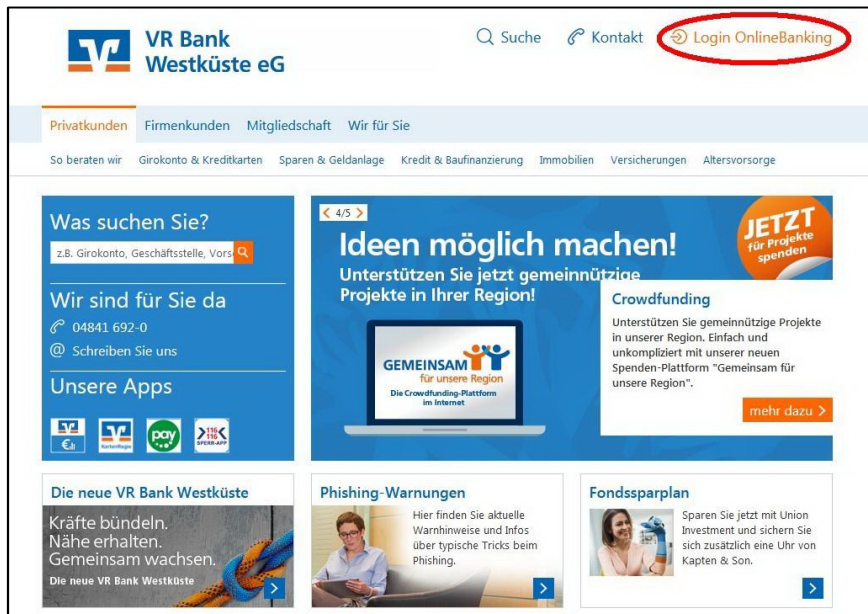 VR Bank
Westküste eG
Suche
Kontakt
Login OnlineBanking
Privatkunden Firmenkunden Mitgliedschaft Wir für Sie
So beraten wir Girokonto & Kreditkarten Sparen & Geldanlage Kredit & Baufinanzierung Immobilien Versicherungen Altersvorsorge
Was suchen Sie?
z.B. Girokonto, Geschäftsstelle, Vors
Wir sind für Sie da
04841 692-0
@ Schreiben Sie uns
Unsere Apps
€
KartenRegie
pay
116
116
SPERR-APP
4/5
Ideen möglich machen!
Unterstützen Sie jetzt gemeinnützige
Projekte in Ihrer Region!
JETZT
für Projekte
spenden
GEMEINSAM
für unsere Region
Die Crowdfunding-Plattform
im Internet
Crowdfunding
Unterstützen Sie gemeinnützige Projekte
in unserer Region. Einfach und
unkompliziert mit unserer neuen
Spenden-Plattform "Gemeinsam für
unsere Region".
mehr dazu
Die neue VR Bank Westküste
Kräfte bündeln.
Nähe erhalten.
Gemeinsam wachsen.
Die neue VR Bank Westküste
Phishing-Warnungen
Hier finden Sie aktuelle
Warnhinweise und Infos
über typische Tricks beim
Phishing.
Fondssparplan
Sparen Sie jetzt mit Union
Investment und sichern Sie
sich zusätzlich eine Uhr von
Kapten & Son.